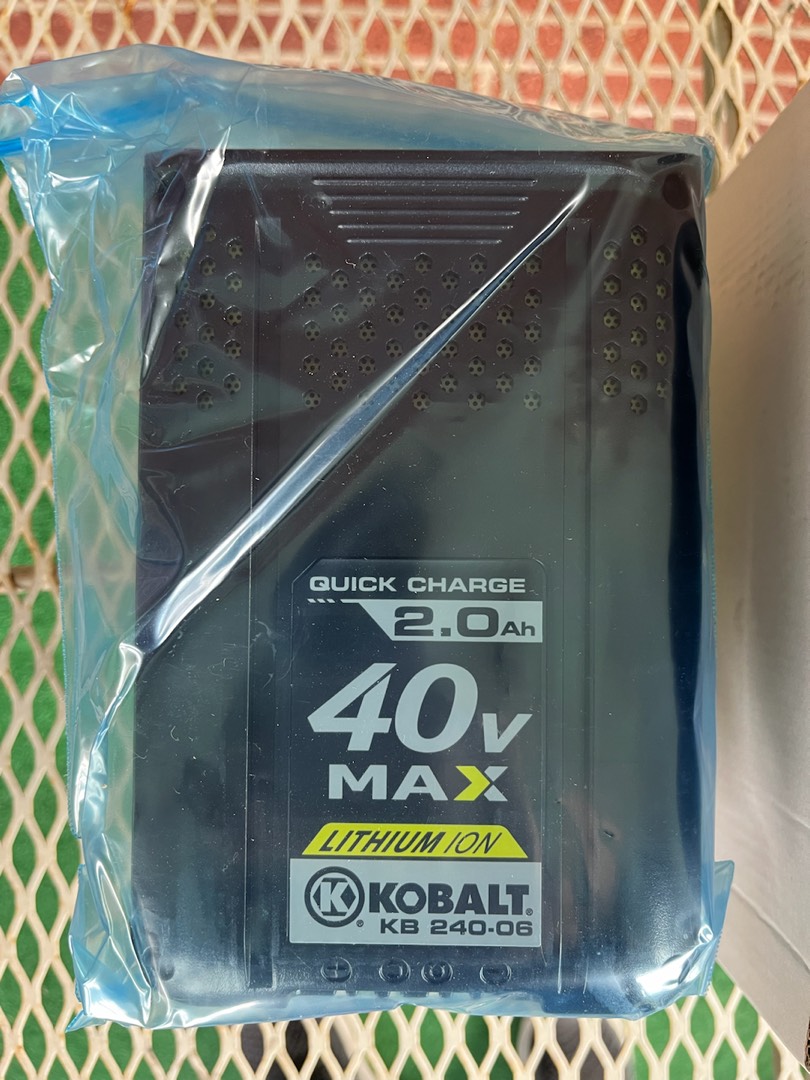 QUICK CHARGE
2.0Ah
40V
MAX
LITHIUM ION
K KOBALT®
®
KB 240-06
+ D C -